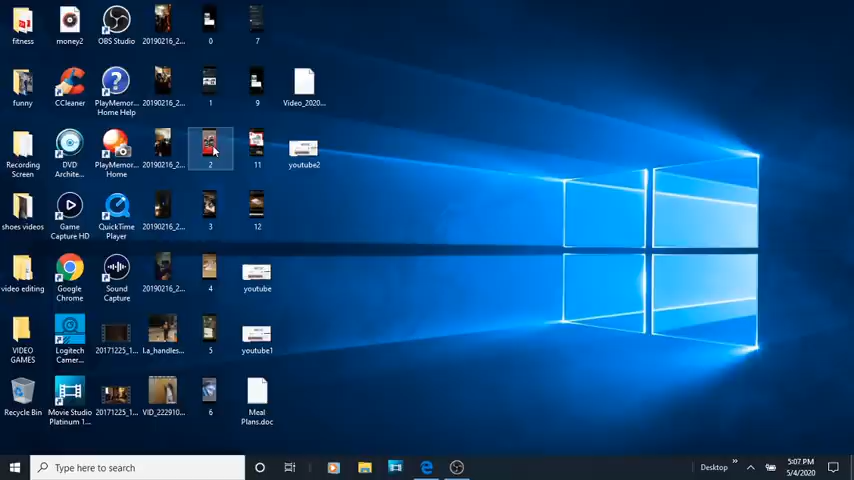 fitness
money2
OBS Studio
20190216_2...
0
7
funny
CCleaner
PlayMemor...
Home Help
20190216_2...
1
9
Video_2020...
Recording
Screen
DVD
Archite...
PlayMemor...
Home
20190216_2...
2
11
youtube2
shoes videos
Game
Capture HD
QuickTime
Player
20190216_2...
3
12
video editing
Google
Chrome
Sound
Capture
20190216_2...
4
youtube
VIDEO
GAMES
Logitech
Camer...
20171225_1...
I.a_handles...
5
youtube1
Recycle Bin
Movie Studio
Platinum 1...
20171225_1...
VID_222910...
6
Meal
Plans.doc
Type here to search
Desktop
5:07 PM
5/4/2020